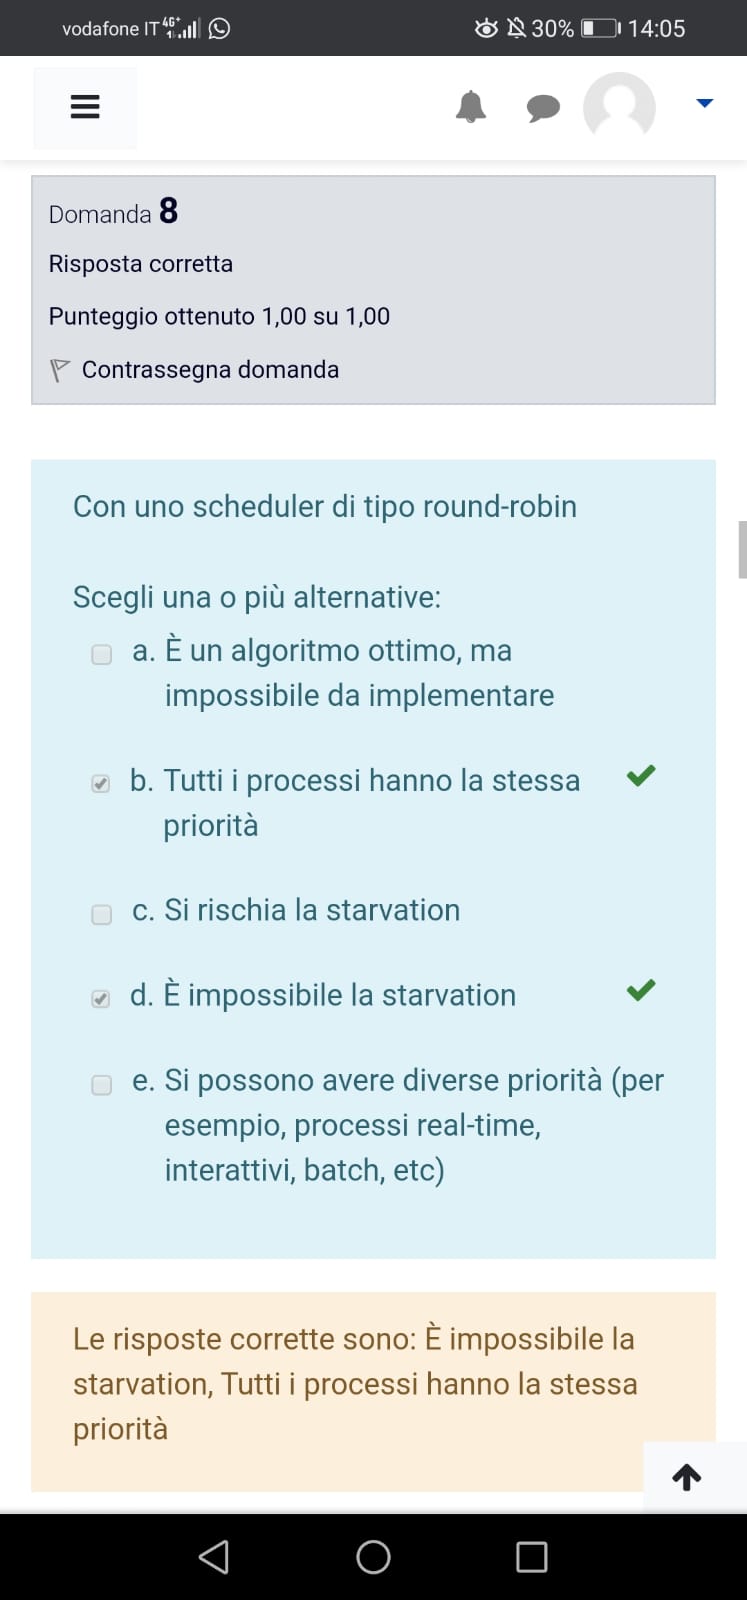 vodafone IT 4G+ 30% 14:05
Domanda 8
Risposta corretta
Punteggio ottenuto 1,00 su 1,00
Contrassegna domanda
Con uno scheduler di tipo round-robin
Scegli una o più alternative:
a. È un algoritmo ottimo, ma
impossibile da implementare
b. Tutti i processi hanno la stessa
priorità
c. Si rischia la starvation
d. È impossibile la starvation
e. Si possono avere diverse priorità (per
esempio, processi real-time,
interattivi, batch, etc)
Le risposte corrette sono: È impossibile la
starvation, Tutti i processi hanno la stessa
priorità